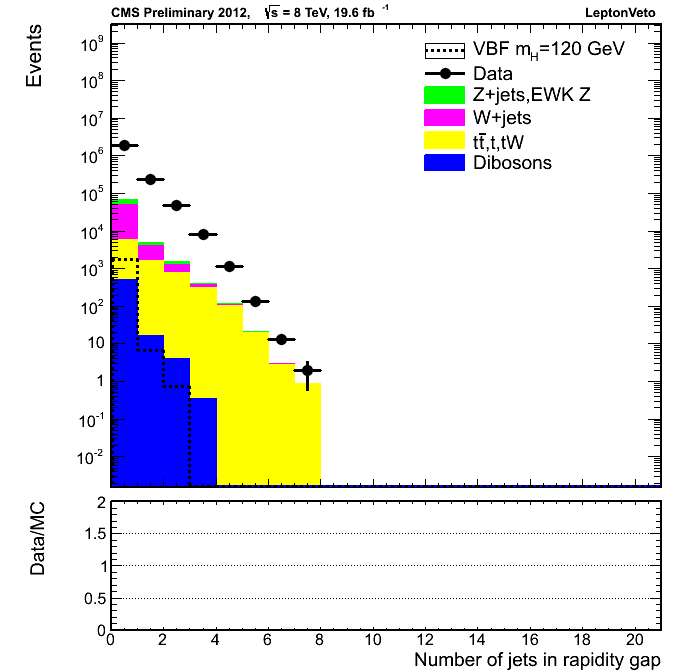 CMS Preliminary 2012, √s = 8 TeV, 19.6 fb⁻¹ LeptonVeto
Events
10⁹
10⁸
10⁷
10⁶
10⁵
10⁴
10³
10²
10
1
10⁻¹
10⁻²
VBF m_H=120 GeV
Data
Z+jets,EWK Z
W+jets
tt̄,t,tW
Dibosons
Data/MC
2
1.5
1
0.5
0
0 2 4 6 8 10 12 14 16 18 20
Number of jets in rapidity gap